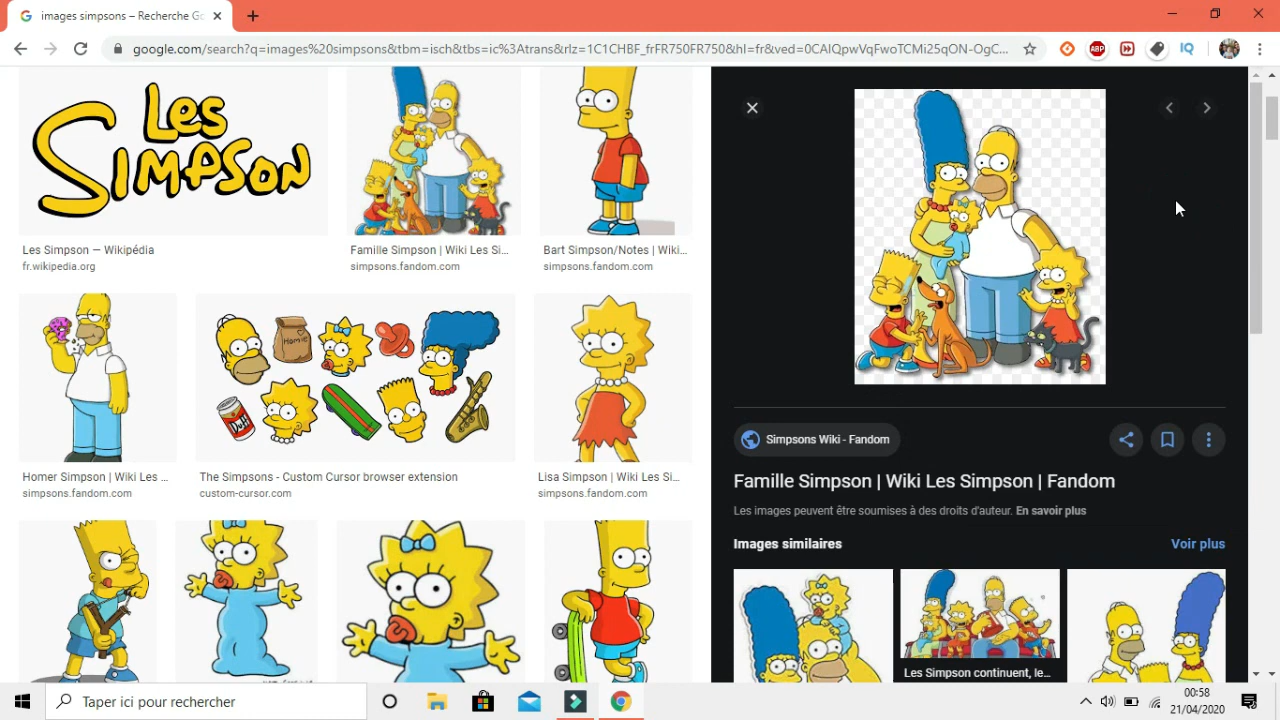 images simpsons – Recherche Go
google.com/search?q=images%20simpsons&tbm=isch&tbs=ic%3Atrans&rlz=1C1CHBF_frFR750FR750&hl=fr&ved=0CAIQpwVqFwoTCMi25qON-OgC...
ABP
IQ
Les
SIMPSON
Les Simpson — Wikipédia
fr.wikipedia.org
Famille Simpson | Wiki Les Si...
simpsons.fandom.com
Bart Simpson/Notes | Wiki...
simpsons.fandom.com
Homie
Duff
Homer Simpson | Wiki Les ...
simpsons.fandom.com
The Simpsons - Custom Cursor browser extension
custom-cursor.com
Lisa Simpson | Wiki Les Si...
simpsons.fandom.com
Simpsons Wiki - Fandom
Famille Simpson | Wiki Les Simpson | Fandom
Les images peuvent être soumises à des droits d'auteur. En savoir plus
Images similaires
Voir plus
Les Simpson continuent, le...
Taper ici pour rechercher
00:58
21/04/2020